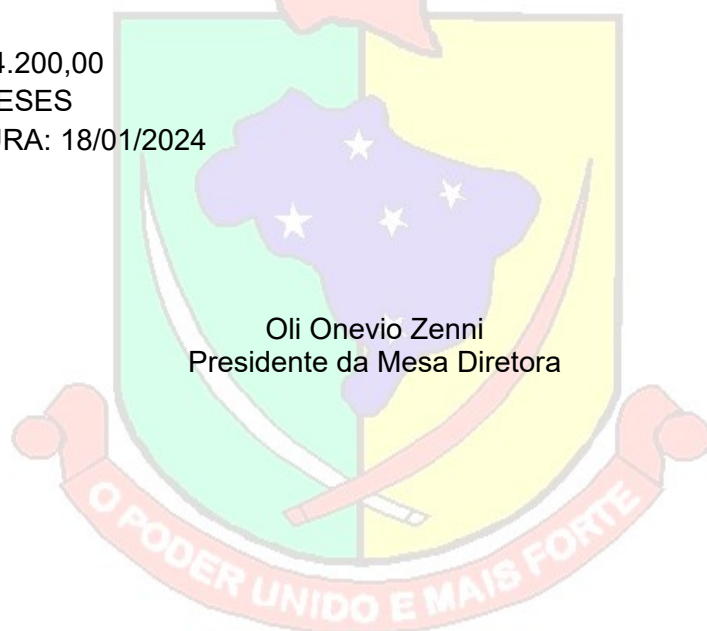 4.200,00
ESES
URA: 18/01/2024
Oli Onevio Zenni
Presidente da Mesa Diretora
O PODER UNIDO E MAIS FORTE